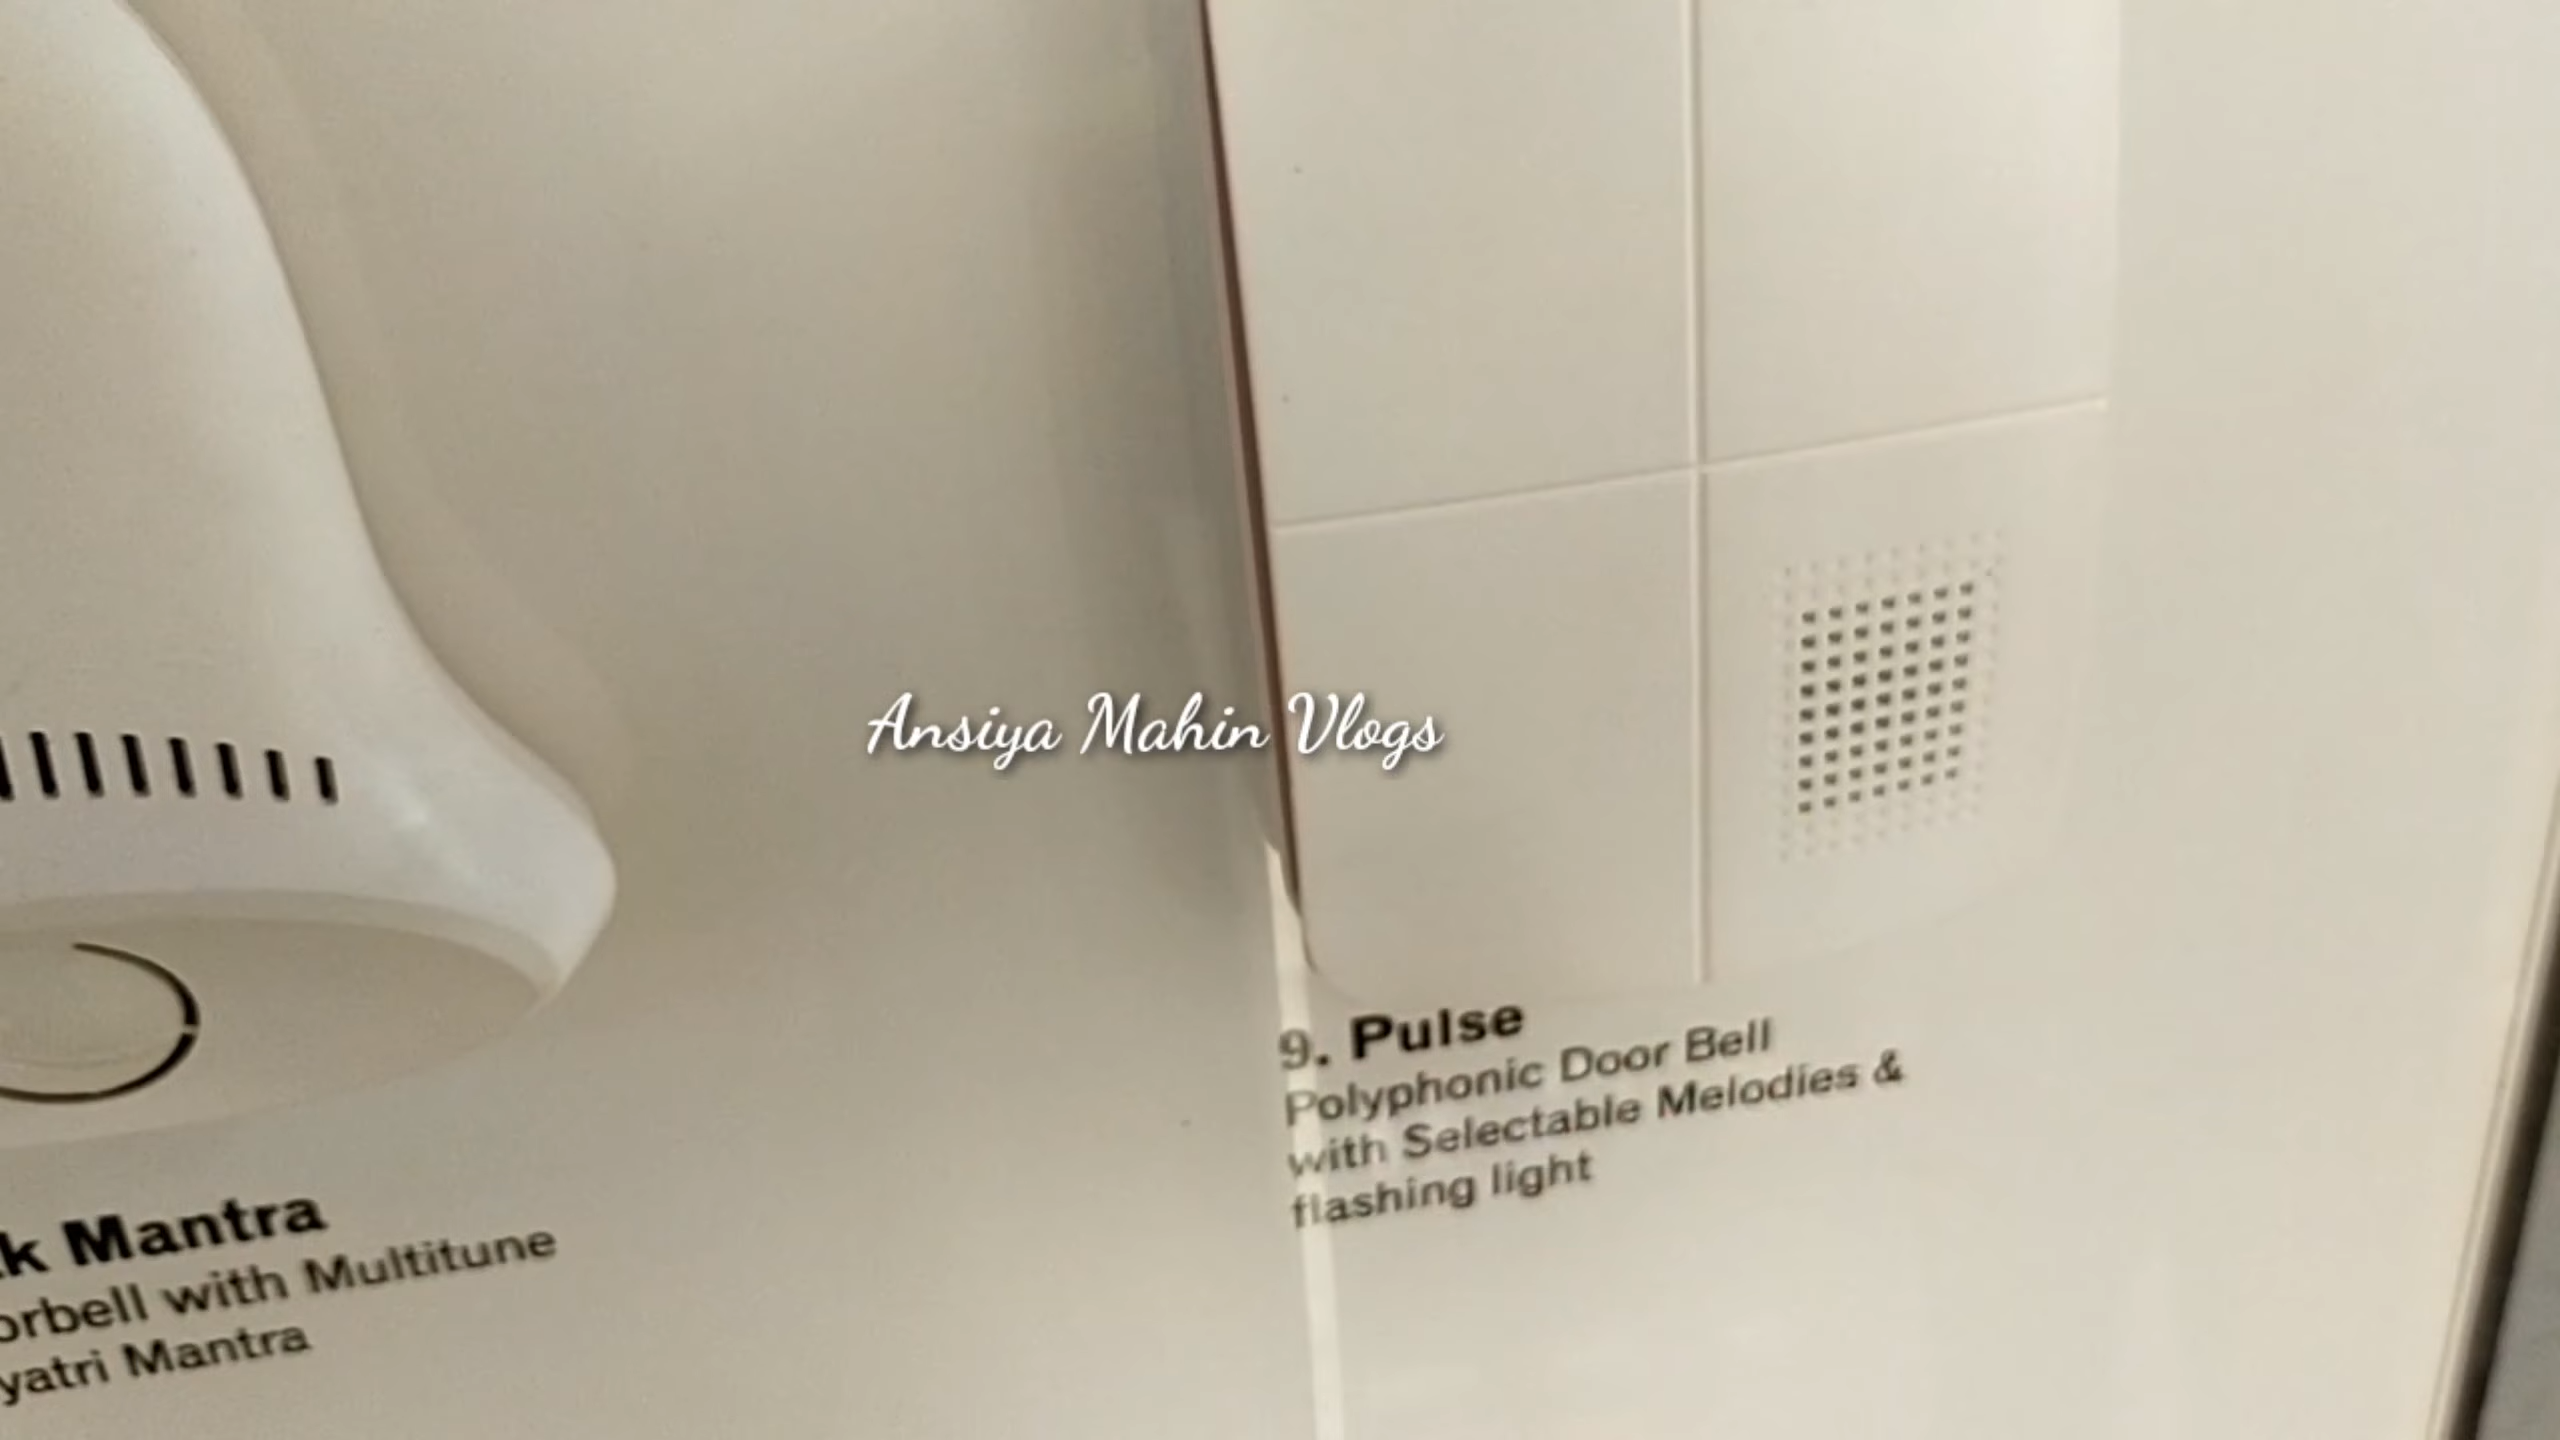 Ansiya Mahin Vlogs
9. Pulse
Polyphonic Door Bell
with Selectable Melodies &
flashing light
k Mantra
orbell with Multitune
yatri Mantra